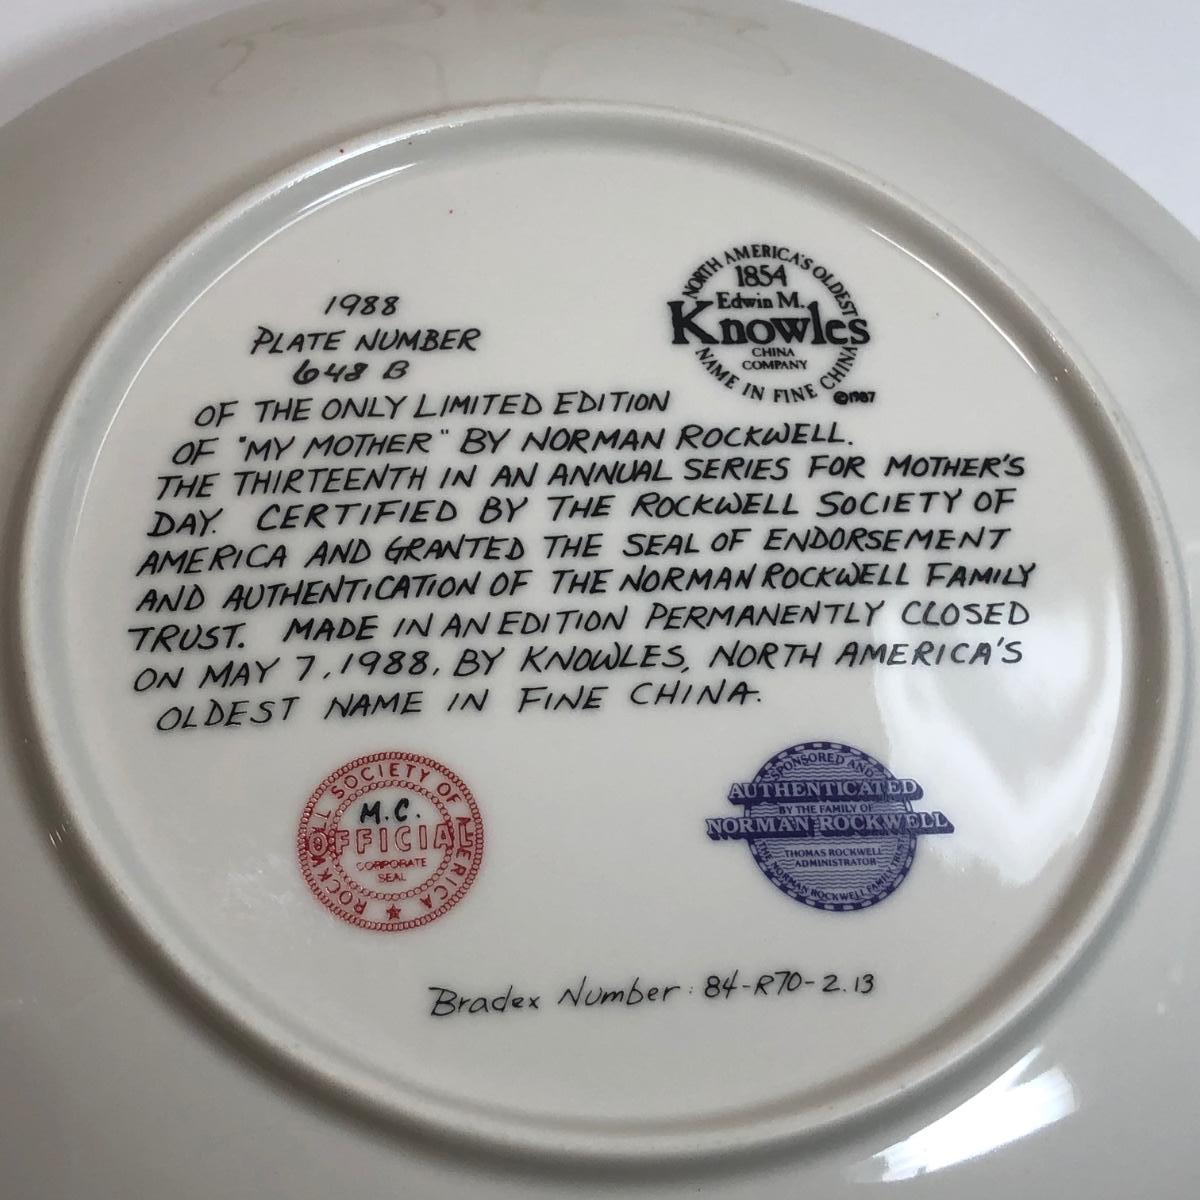 1988
PLATE NUMBER
648 B
OF THE ONLY LIMITED EDITION
OF "MY MOTHER" BY NORMAN ROCKWELL.
THE THIRTEENTH IN AN ANNUAL SERIES FOR MOTHER'S
DAY. CERTIFIED BY THE ROCKWELL SOCIETY OF
AMERICA AND GRANTED THE SEAL OF ENDORSEMENT
AND AUTHENTICATION OF THE NORMAN ROCKWELL FAMILY
TRUST. MADE IN AN EDITION PERMANENTLY CLOSED
ON MAY 7, 1988, BY KNOWLES, NORTH AMERICA'S
OLDEST NAME IN FINE CHINA.
NORTH AMERICA'S OLDEST
1854
Edwin M.
Knowles
CHINA
COMPANY
NAME IN FINE CHINA
©1987
SOCIETY OF
M.C.
OFFICIAL
CORPORATE
SEAL
SPONSORED AND
AUTHENTICATED
BY THE FAMILY OF
NORMAN ROCKWELL
THOMAS ROCKWELL
ADMINISTRATOR
THE NORMAN ROCKWELL FAMILY TRUST
Bradex Number: 84-R70-2.13